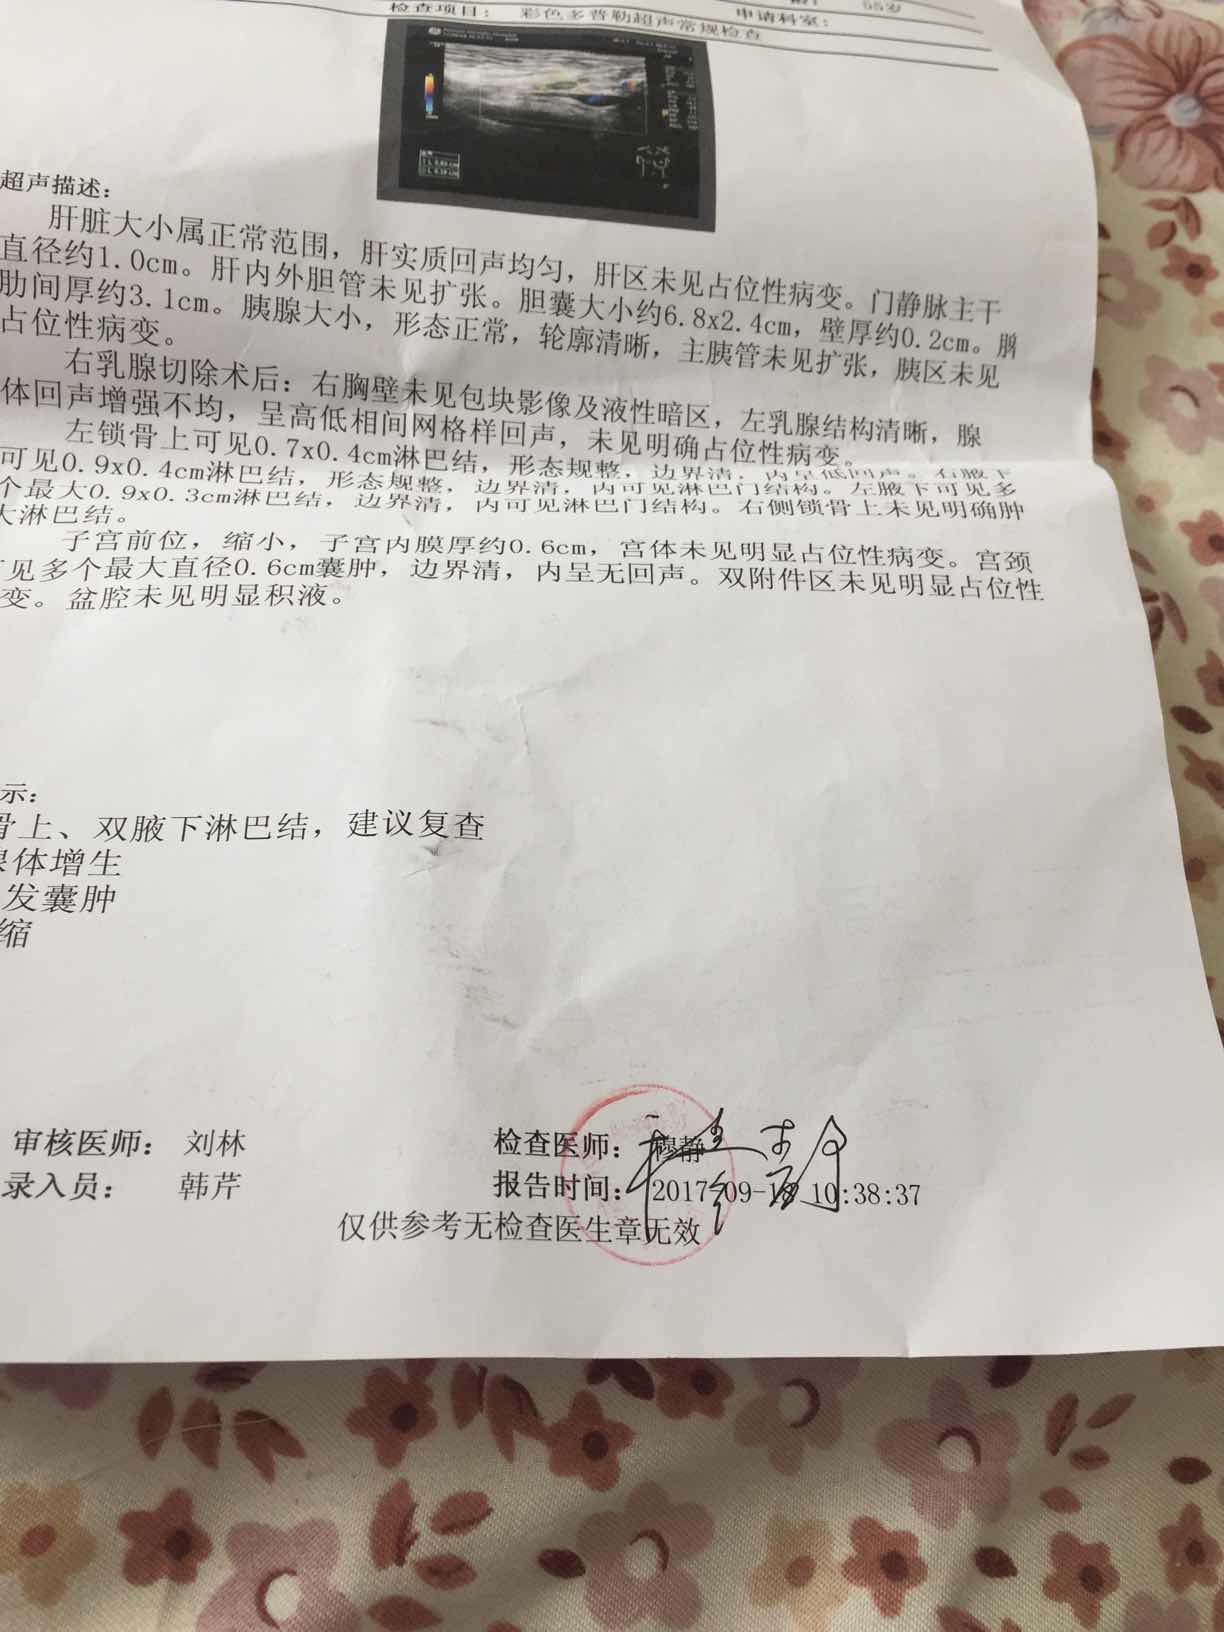 55岁
检查项目： 彩色多普勒超声常规检查 申请科室：
超声描述：
肝脏大小属正常范围，肝实质回声均匀，肝区未见占位性病变。门静脉主干
直径约1.0cm。肝内外胆管未见扩张。胆囊大小约6.8x2.4cm，壁厚约0.2cm。脾
肋间厚约3.1cm。胰腺大小，形态正常，轮廓清晰，主胰管未见扩张，胰区未见
占位性病变。
右乳腺切除术后：右胸壁未见包块影像及液性暗区，左乳腺结构清晰，腺
体回声增强不均，呈高低相间网格样回声，未见明确占位性病变。
左锁骨上可见0.7x0.4cm淋巴结，形态规整，边界清，内呈低回声。右腋下
可见0.9x0.4cm淋巴结，形态规整，边界清，内可见淋巴门结构。左腋下可见多
个最大0.9x0.3cm淋巴结，边界清，内可见淋巴门结构。右侧锁骨上未见明确肿
大淋巴结。
子宫前位，缩小，子宫内膜厚约0.6cm，宫体未见明显占位性病变。宫颈
可见多个最大直径0.6cm囊肿，边界清，内呈无回声。双附件区未见明显占位性
变。盆腔未见明显积液。
示：
骨上、双腋下淋巴结，建议复查
腺体增生
发囊肿
缩
审核医师： 刘林 检查医师： 穆静
录入员： 韩芹 报告时间： 2017-09-1 10:38:37
仅供参考无检查医生章无效